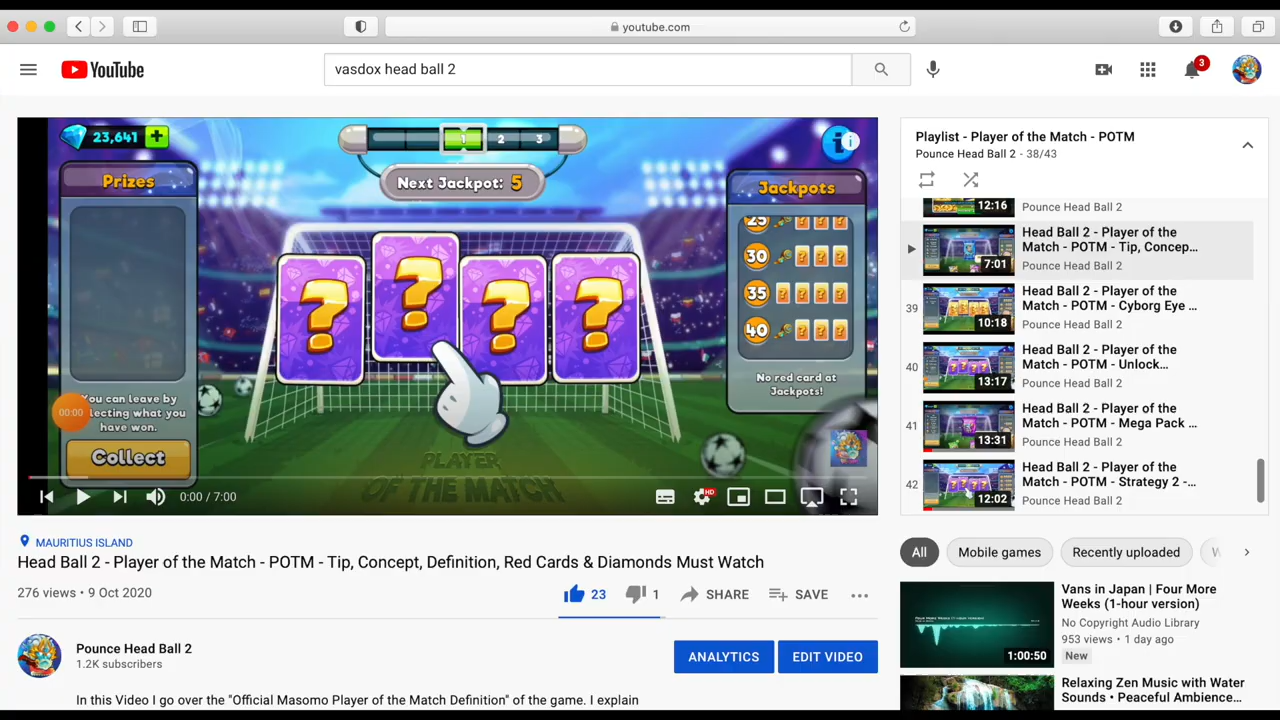 youtube.com
YouTube
vasdox head ball 2
3
23,641
1 2 3
i
Next Jackpot: 5
Prizes
Jackpots
25
30
35
40
? ? ? ?
No red card at
Jackpots!
You can leave by
collecting what you
have won.
00:00
Collect
PLAYER
0:00 / 7:00
HD
Playlist - Player of the Match - POTM
Pounce Head Ball 2 - 38/43
12:16
Pounce Head Ball 2
Head Ball 2 - Player of the
Match - POTM - Tip, Concep...
7:01
Pounce Head Ball 2
39
Head Ball 2 - Player of the
Match - POTM - Cyborg Eye ...
10:18
Pounce Head Ball 2
40
Head Ball 2 - Player of the
Match - POTM - Unlock...
13:17
Pounce Head Ball 2
41
Head Ball 2 - Player of the
Match - POTM - Mega Pack ...
13:31
Pounce Head Ball 2
42
Head Ball 2 - Player of the
Match - POTM - Strategy 2 -...
12:02
Pounce Head Ball 2
MAURITIUS ISLAND
Head Ball 2 - Player of the Match - POTM - Tip, Concept, Definition, Red Cards & Diamonds Must Watch
276 views • 9 Oct 2020
23 1 SHARE SAVE
Pounce Head Ball 2
1.2K subscribers
ANALYTICS EDIT VIDEO
In this Video I go over the "Official Masomo Player of the Match Definition" of the game. I explain
All Mobile games Recently uploaded W
Vans in Japan | Four More
Weeks (1-hour version)
No Copyright Audio Library
953 views • 1 day ago
New
1:00:50
Relaxing Zen Music with Water
Sounds • Peaceful Ambience...